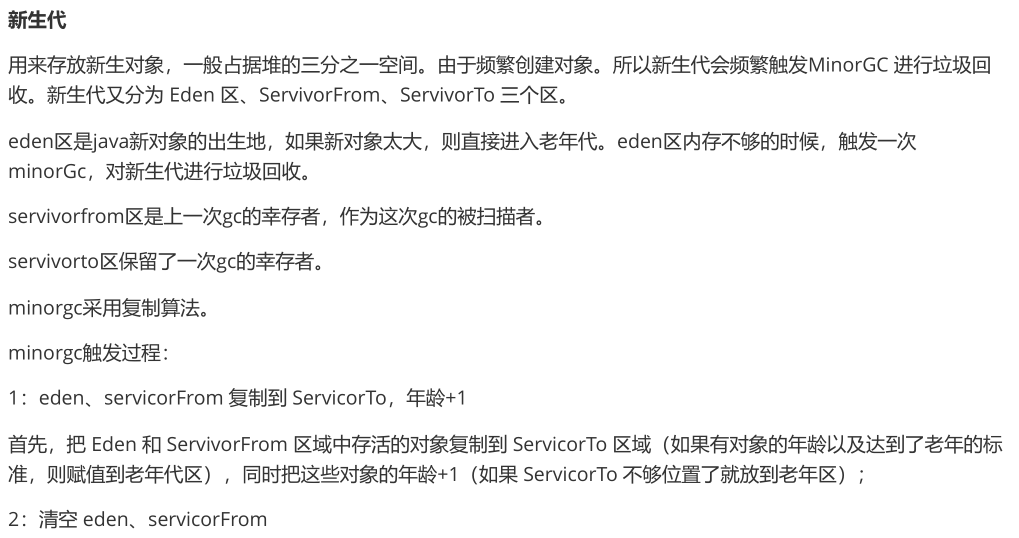 新生代
用来存放新生对象，一般占据堆的三分之一空间。由于频繁创建对象。所以新生代会频繁触发MinorGC 进行垃圾回
收。新生代又分为 Eden 区、ServivorFrom、ServivorTo 三个区。
eden区是java新对象的出生地，如果新对象太大，则直接进入老年代。eden区内存不够的时候，触发一次
minorGc，对新生代进行垃圾回收。
servivorfrom区是上一次gc的幸存者，作为这次gc的被扫描者。
servivorto区保留了一次gc的幸存者。
minorgc采用复制算法。
minorgc触发过程：
1：eden、servicorFrom 复制到 ServicorTo，年龄+1
首先，把 Eden 和 ServivorFrom 区域中存活的对象复制到 ServicorTo 区域（如果有对象的年龄以及达到了老年的标
准，则赋值到老年代区），同时把这些对象的年龄+1（如果 ServicorTo 不够位置了就放到老年区）；
2：清空 eden、servicorFrom